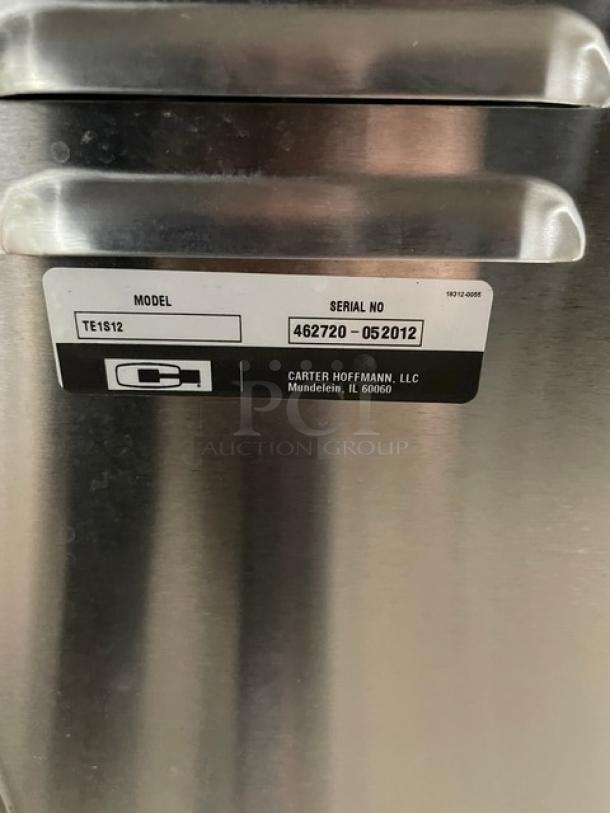 MODEL
SERIAL NO
18312-0055
TE1S12
462720-052012
CARTER HOFFMANN, LLC
Mundelein, IL 60060
PCI
AUCTION GROUP